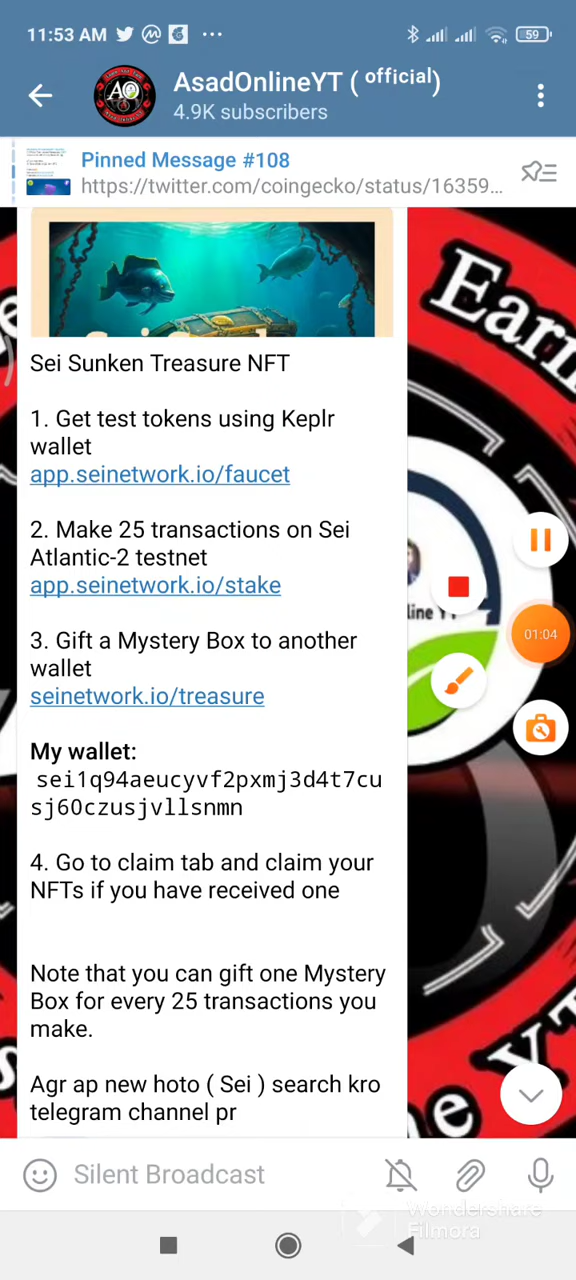 11:53 AM
59
AsadOnlineYT ( official)
4.9K subscribers
Pinned Message #108
https://twitter.com/coingecko/status/16359...
Sei Sunken Treasure NFT
1. Get test tokens using Keplr
wallet
app.seinetwork.io/faucet
2. Make 25 transactions on Sei
Atlantic-2 testnet
app.seinetwork.io/stake
3. Gift a Mystery Box to another
wallet
seinetwork.io/treasure
My wallet:
sei1q94aeucyvf2pxmj3d4t7cu
sj60czusjvllsnmn
4. Go to claim tab and claim your
NFTs if you have received one
Note that you can gift one Mystery
Box for every 25 transactions you
make.
Agr ap new hoto ( Sei ) search kro
telegram channel pr
Earn
line YT
01:04
Silent Broadcast
Wondershare
Filmora